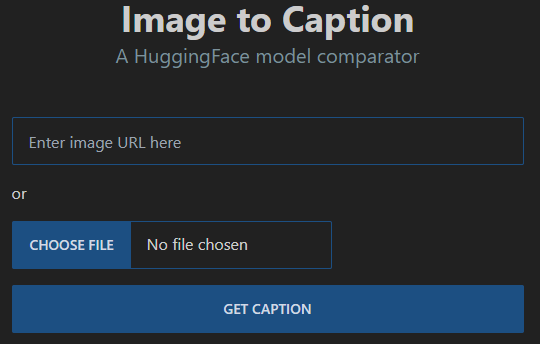 Image to Caption
A HuggingFace model comparator
Enter image URL here
or
CHOOSE FILE No file chosen
GET CAPTION